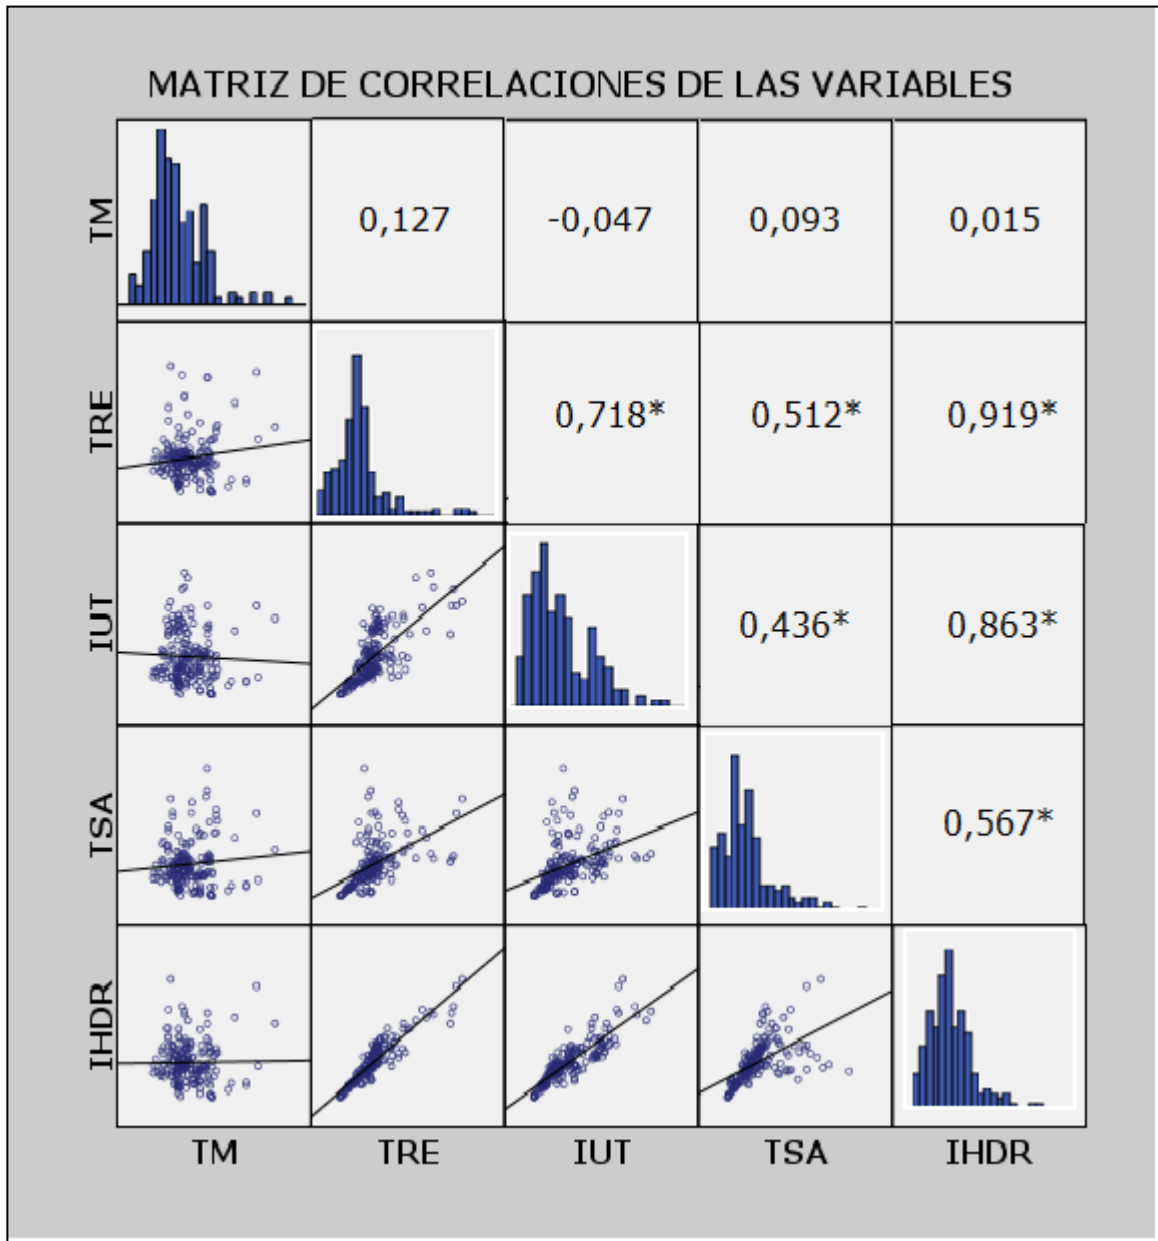 MATRIZ DE CORRELACIONES DE LAS VARIABLES
TM 0,127 -0,047 0,093 0,015
TRE 0,718* 0,512* 0,919*
IUT 0,436* 0,863*
TSA 0,567*
IHDR
TM TRE IUT TSA IHDR